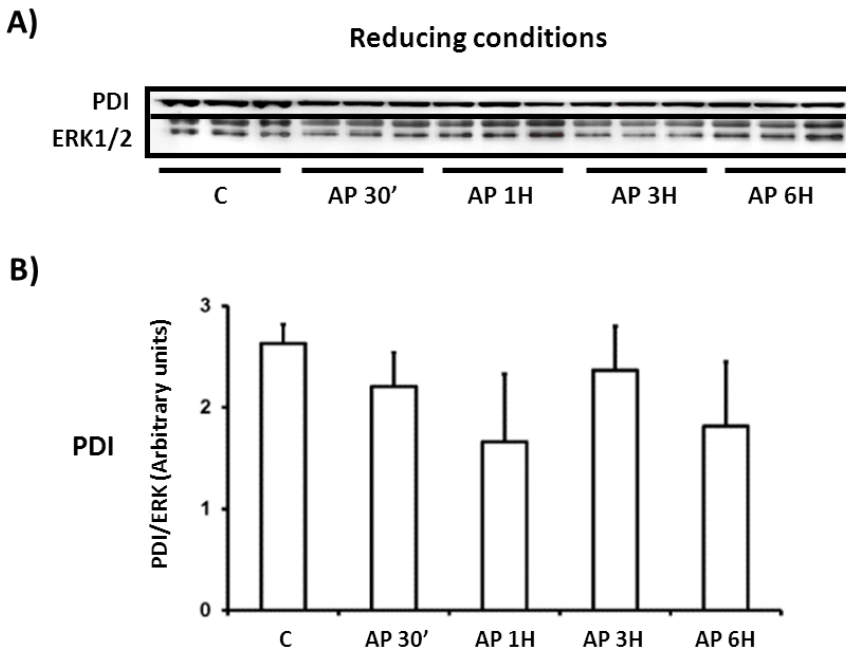 A)
Reducing conditions
PDI
ERK1/2
C AP 30’ AP 1H AP 3H AP 6H
B)
PDI
PDI/ERK (Arbitrary units)
3
2
1
0
C AP 30’ AP 1H AP 3H AP 6H